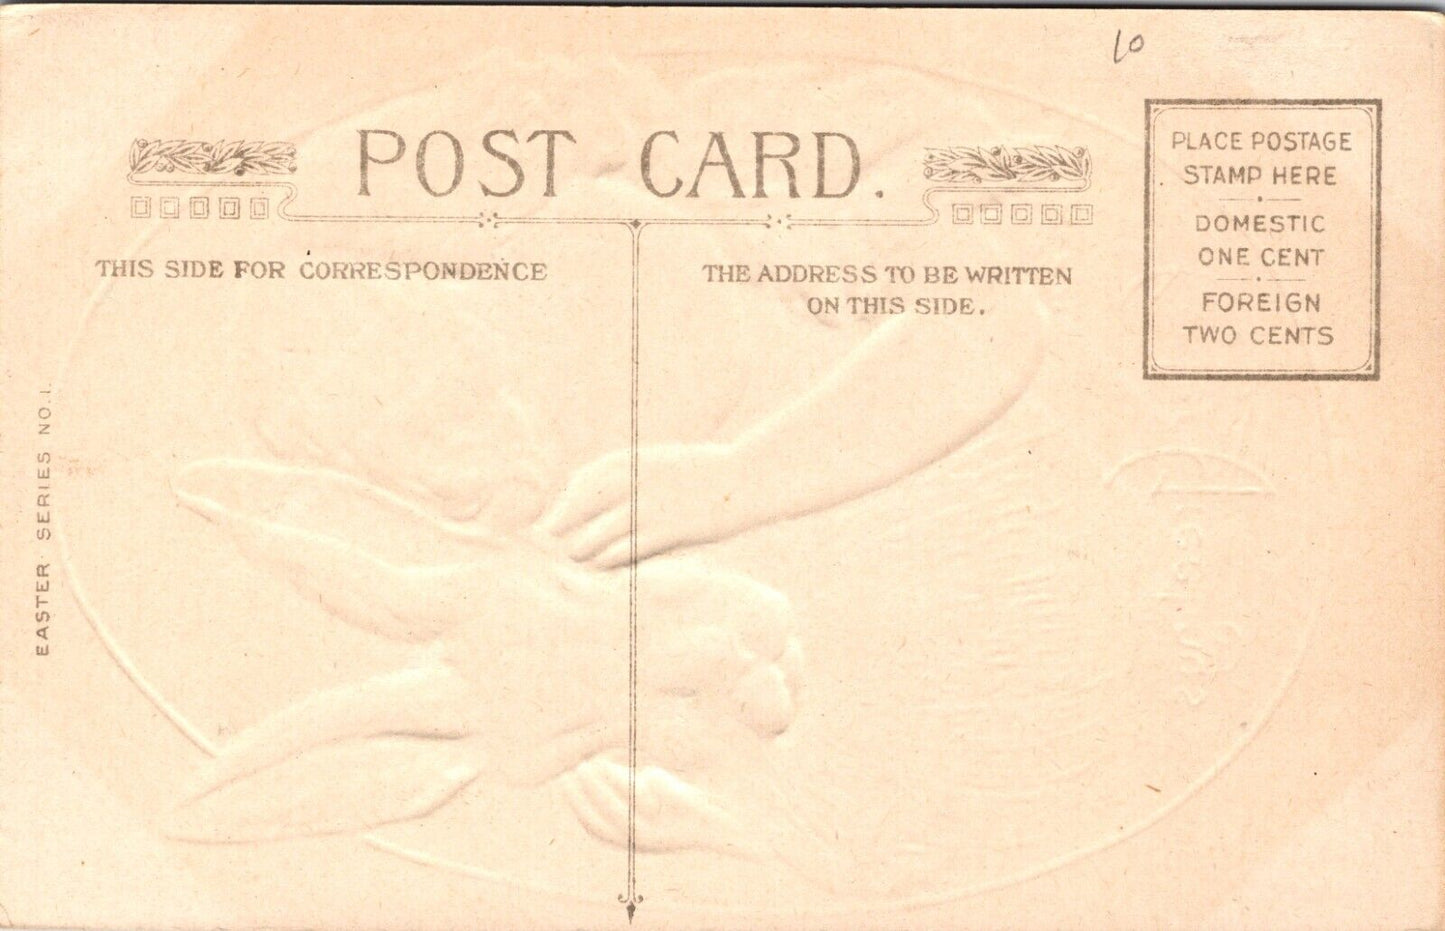 10
POST CARD.
THIS SIDE FOR CORRESPONDENCE
THE ADDRESS TO BE WRITTEN
ON THIS SIDE.
PLACE POSTAGE
STAMP HERE
DOMESTIC
ONE CENT
FOREIGN
TWO CENTS
EASTER SERIES NO. 1.